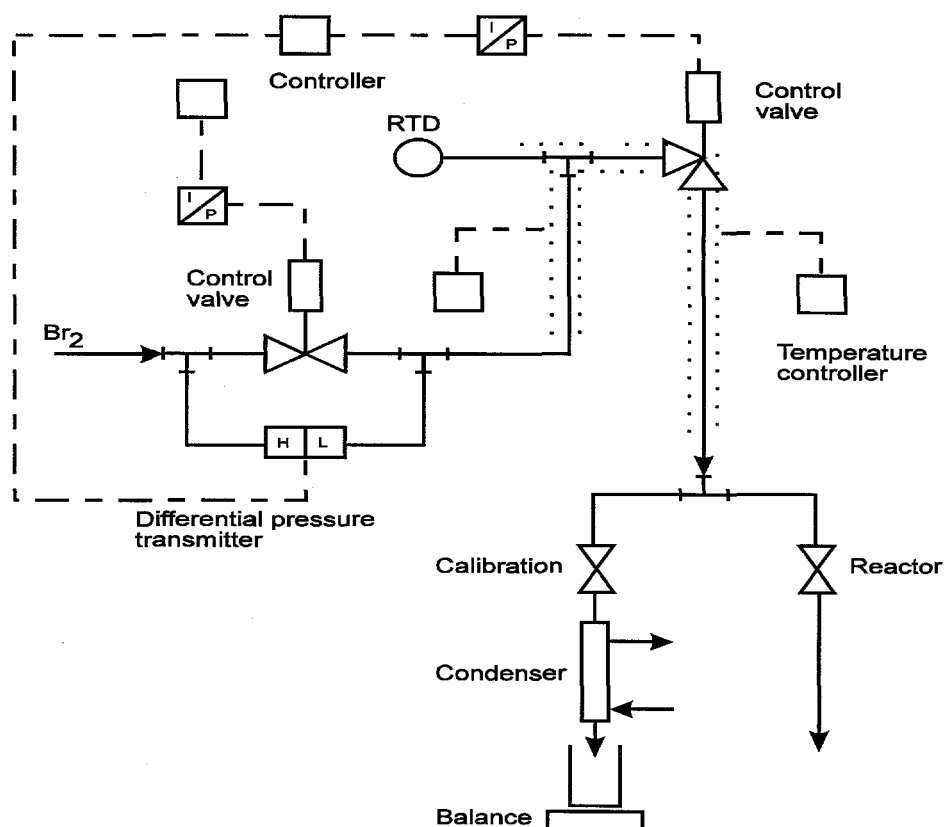 I
P
Controller
Control
valve
RTD
I
P
Control
valve
Br2
H L
Temperature
controller
Differential pressure
transmitter
Calibration
Reactor
Condenser
Balance